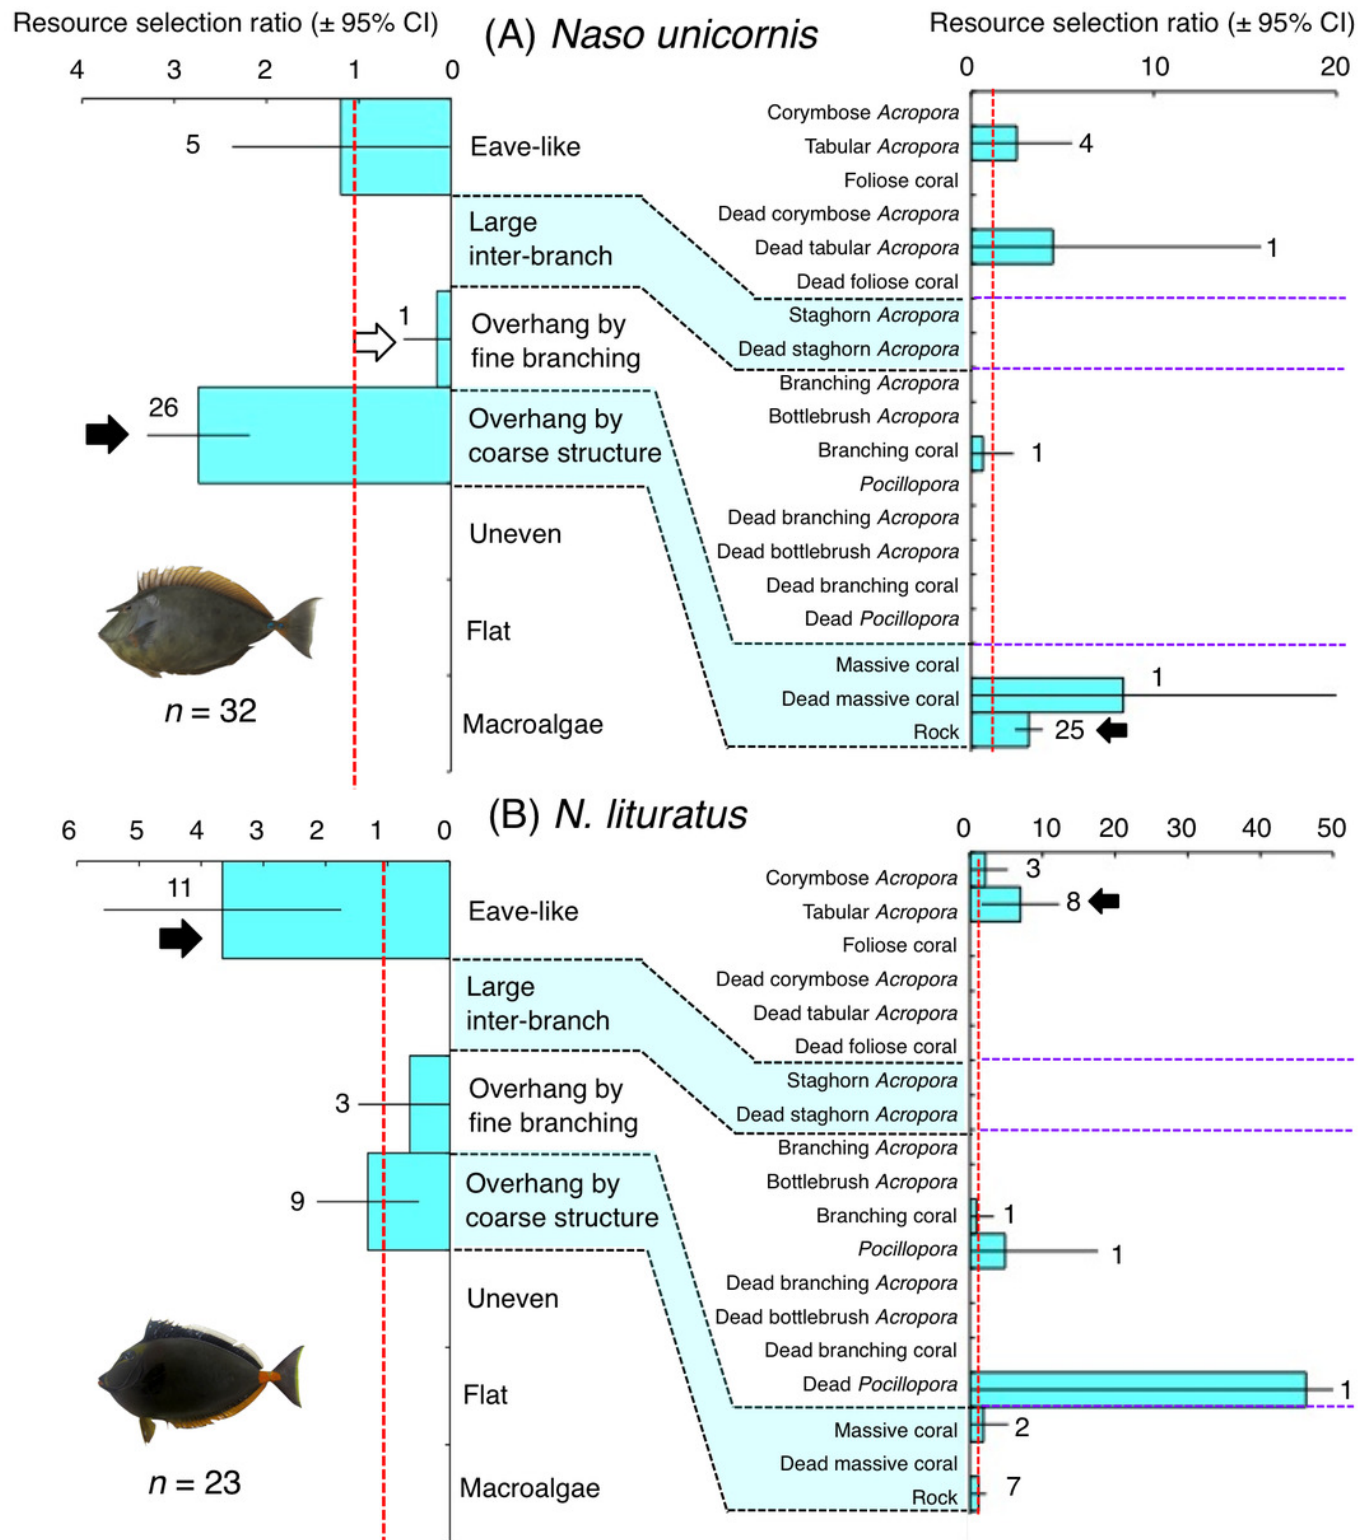 Resource selection ratio (± 95% CI)
(A) Naso unicornis
Resource selection ratio (± 95% CI)
4 3 2 1 0
0 10 20
5
Eave-like
Large
inter-branch
1
Overhang by
fine branching
26
Overhang by
coarse structure
Uneven
Flat
Macroalgae
n = 32
Corymbose Acropora
Tabular Acropora 4
Foliose coral
Dead corymbose Acropora
Dead tabular Acropora 1
Dead foliose coral
Staghorn Acropora
Dead staghorn Acropora
Branching Acropora
Bottlebrush Acropora
Branching coral 1
Pocillopora
Dead branching Acropora
Dead bottlebrush Acropora
Dead branching coral
Dead Pocillopora
Massive coral
Dead massive coral 1
Rock 25
(B) N. lituratus
6 5 4 3 2 1 0
0 10 20 30 40 50
11
Eave-like
Large
inter-branch
3
Overhang by
fine branching
9
Overhang by
coarse structure
Uneven
Flat
Macroalgae
n = 23
Corymbose Acropora 3
Tabular Acropora 8
Foliose coral
Dead corymbose Acropora
Dead tabular Acropora
Dead foliose coral
Staghorn Acropora
Dead staghorn Acropora
Branching Acropora
Bottlebrush Acropora
Branching coral 1
Pocillopora 1
Dead branching Acropora
Dead bottlebrush Acropora
Dead branching coral
Dead Pocillopora 1
Massive coral 2
Dead massive coral
Rock 7